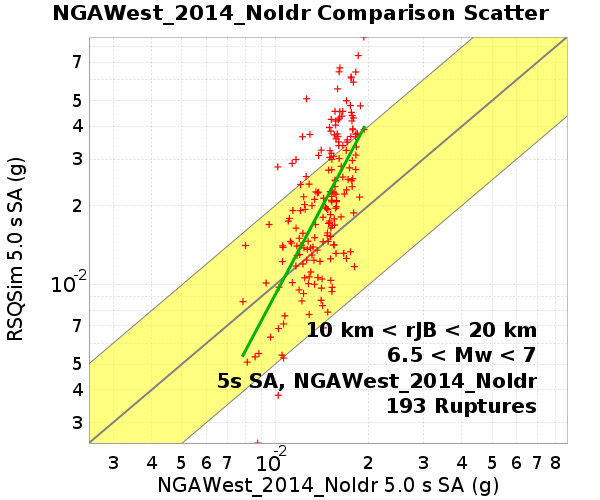 NGAWest_2014_NoIdr Comparison Scatter
7
5
4
3
2
10-2
7
5
4
3
RSQSim 5.0 s SA (g)
10 km < rJB < 20 km
6.5 < Mw < 7
5s SA, NGAWest_2014_NoIdr
193 Ruptures
3 4 5 6 7 10-2 2 3 4 5 6 7 8
NGAWest_2014_NoIdr 5.0 s SA (g)